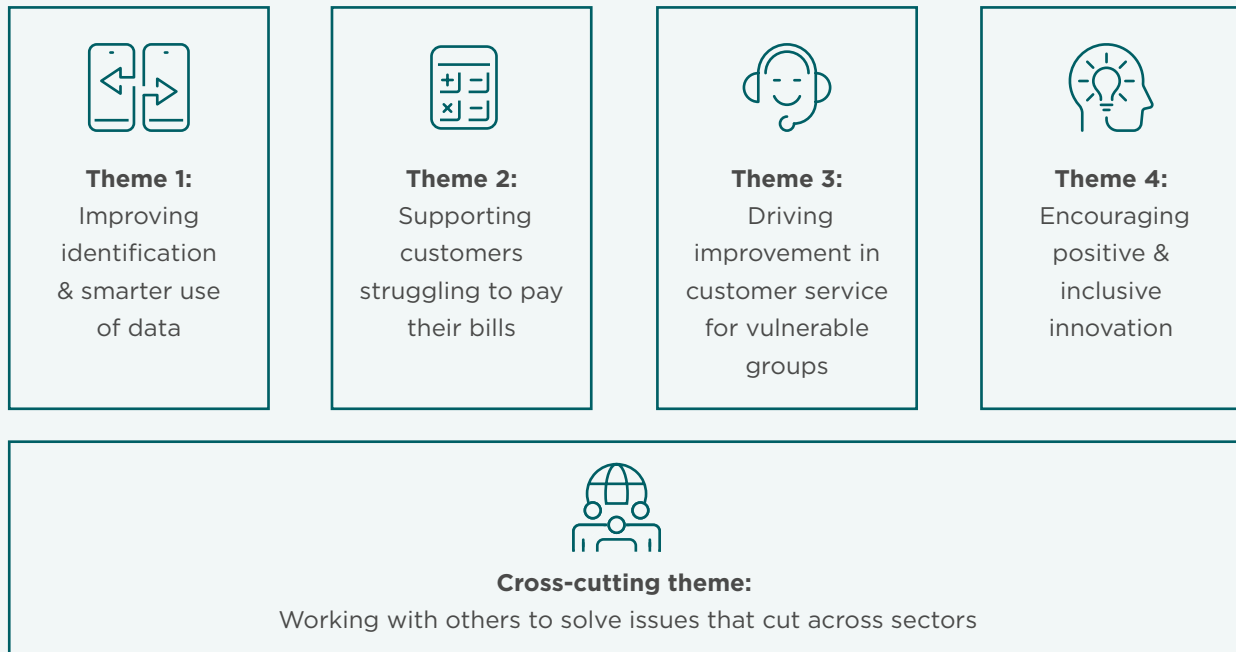 Theme 1:
Improving
identification
& smarter use
of data
Theme 2:
Supporting
customers
struggling to pay
their bills
Theme 3:
Driving
improvement in
customer service
for vulnerable
groups
Theme 4:
Encouraging
positive &
inclusive
innovation
Cross-cutting theme:
Working with others to solve issues that cut across sectors